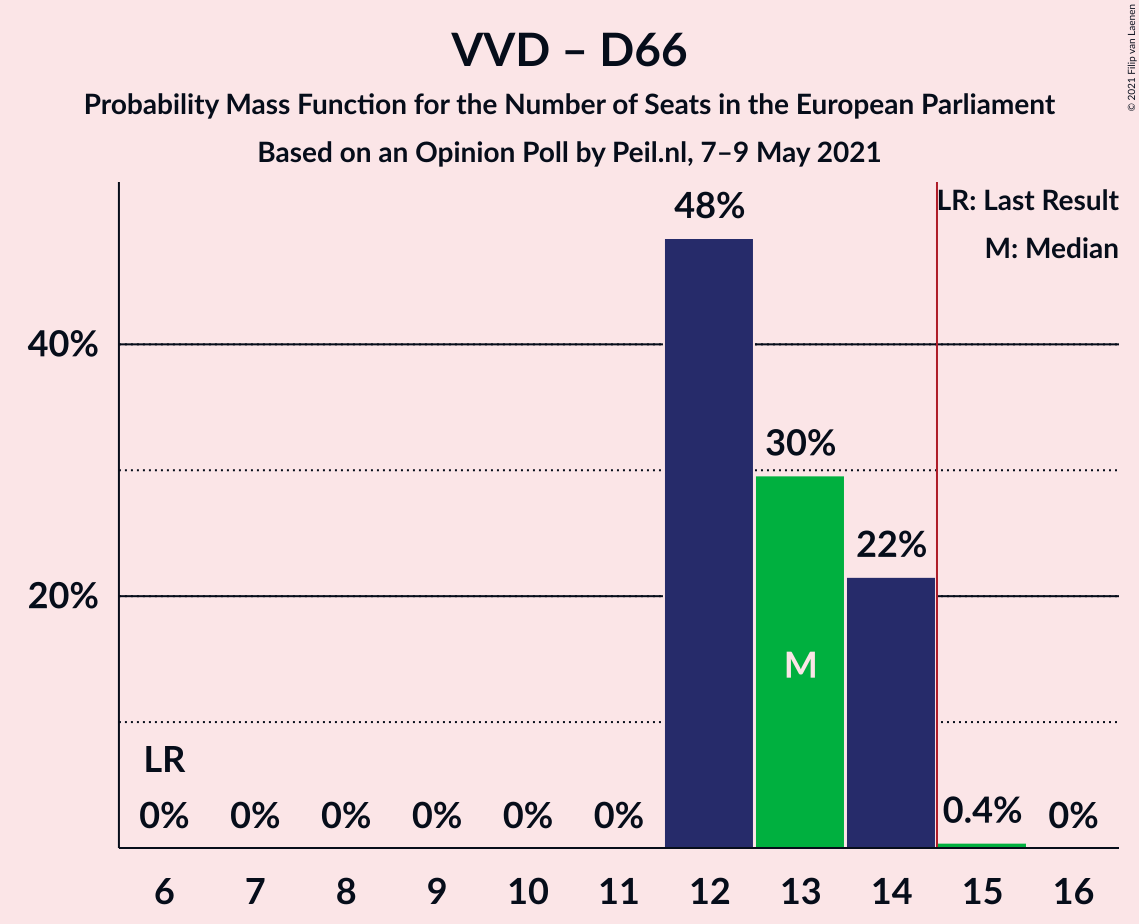 VVD – D66
Probability Mass Function for the Number of Seats in the European Parliament
Based on an Opinion Poll by Peil.nl, 7–9 May 2021
© 2021 Filip van Laenen
LR: Last Result
M: Median
48%
40%
30%
22%
20%
M
LR
0% 0% 0% 0% 0% 0% 0.4% 0%
6 7 8 9 10 11 12 13 14 15 16